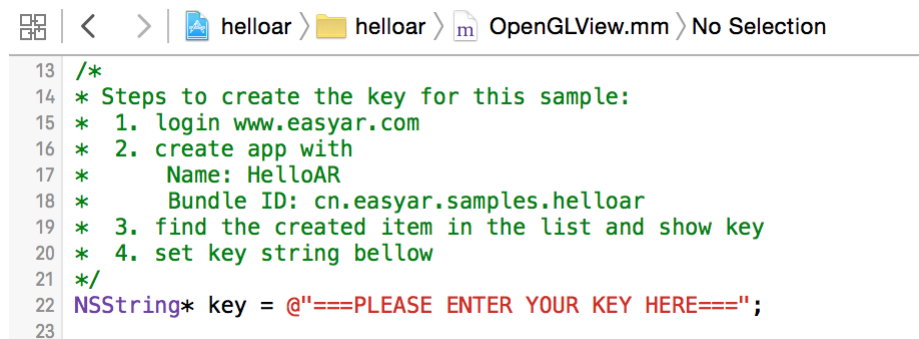 helloar helloar m OpenGLView.mm No Selection
13 /*
14 * Steps to create the key for this sample:
15 *  1. login www.easyar.com
16 *  2. create app with
17 *      Name: HelloAR
18 *      Bundle ID: cn.easyar.samples.helloar
19 *  3. find the created item in the list and show key
20 *  4. set key string bellow
21 */
22 NSString* key = @"===PLEASE ENTER YOUR KEY HERE===";
23